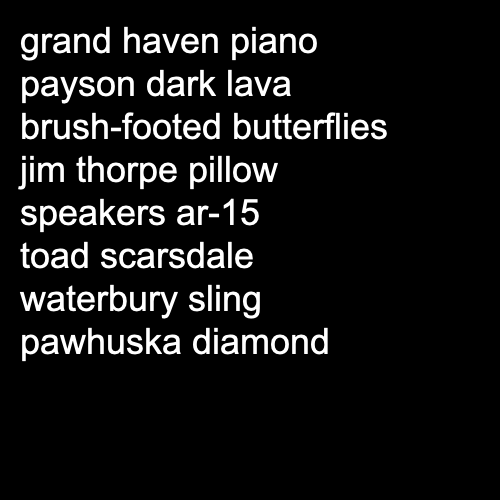 grand haven piano
payson dark lava
brush-footed butterflies
jim thorpe pillow
speakers ar-15
toad scarsdale
waterbury sling
pawhuska diamond